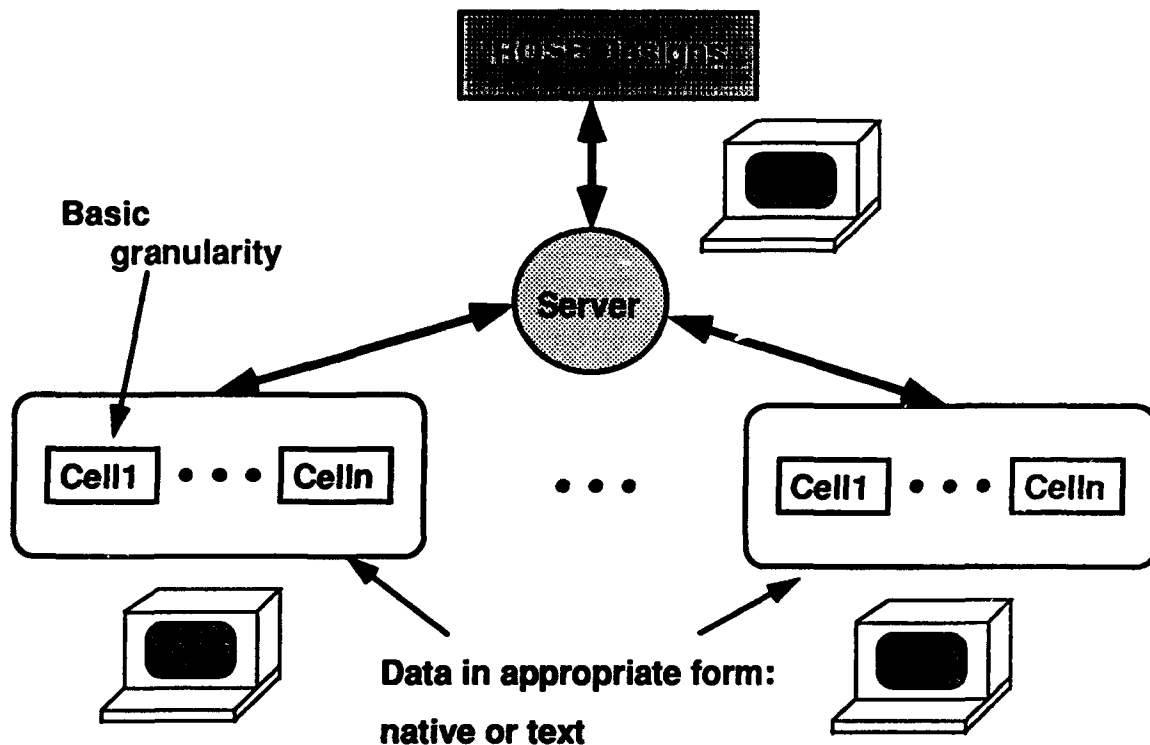 ROSE Designs
Basic
granularity
Server
Cell1 • • • Celln
• • •
Cell1 • • • Celln
Data in appropriate form:
native or text